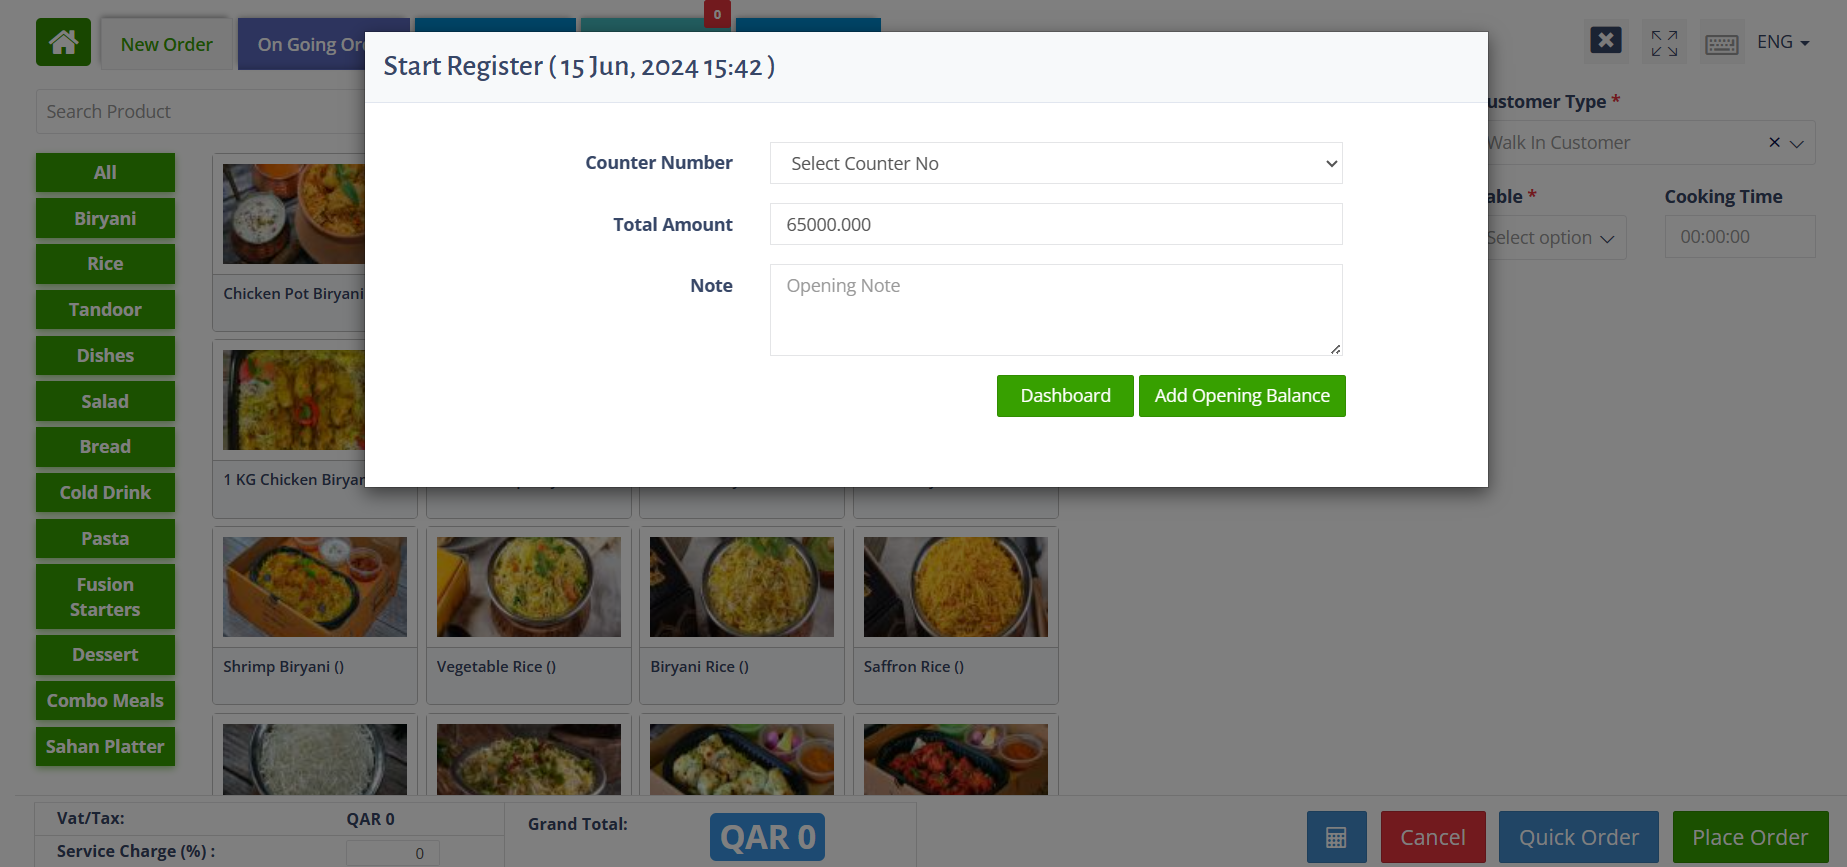 New Order
On Going Or
0
ENG
Start Register ( 15 Jun, 2024 15:42 )
Search Product
ustomer Type *
Walk In Customer
Counter Number
Select Counter No
able *
Cooking Time
Select option
00:00:00
Total Amount
65000.000
Note
Opening Note
Dashboard
Add Opening Balance
All
Biryani
Rice
Tandoor
Dishes
Salad
Bread
Cold Drink
Pasta
Fusion
Starters
Dessert
Combo Meals
Sahan Platter
Chicken Pot Biryani
1 KG Chicken Biryar
Shrimp Biryani ()
Vegetable Rice ()
Biryani Rice ()
Saffron Rice ()
Vat/Tax:
QAR 0
Service Charge (%) :
0
Grand Total:
QAR 0
Cancel
Quick Order
Place Order